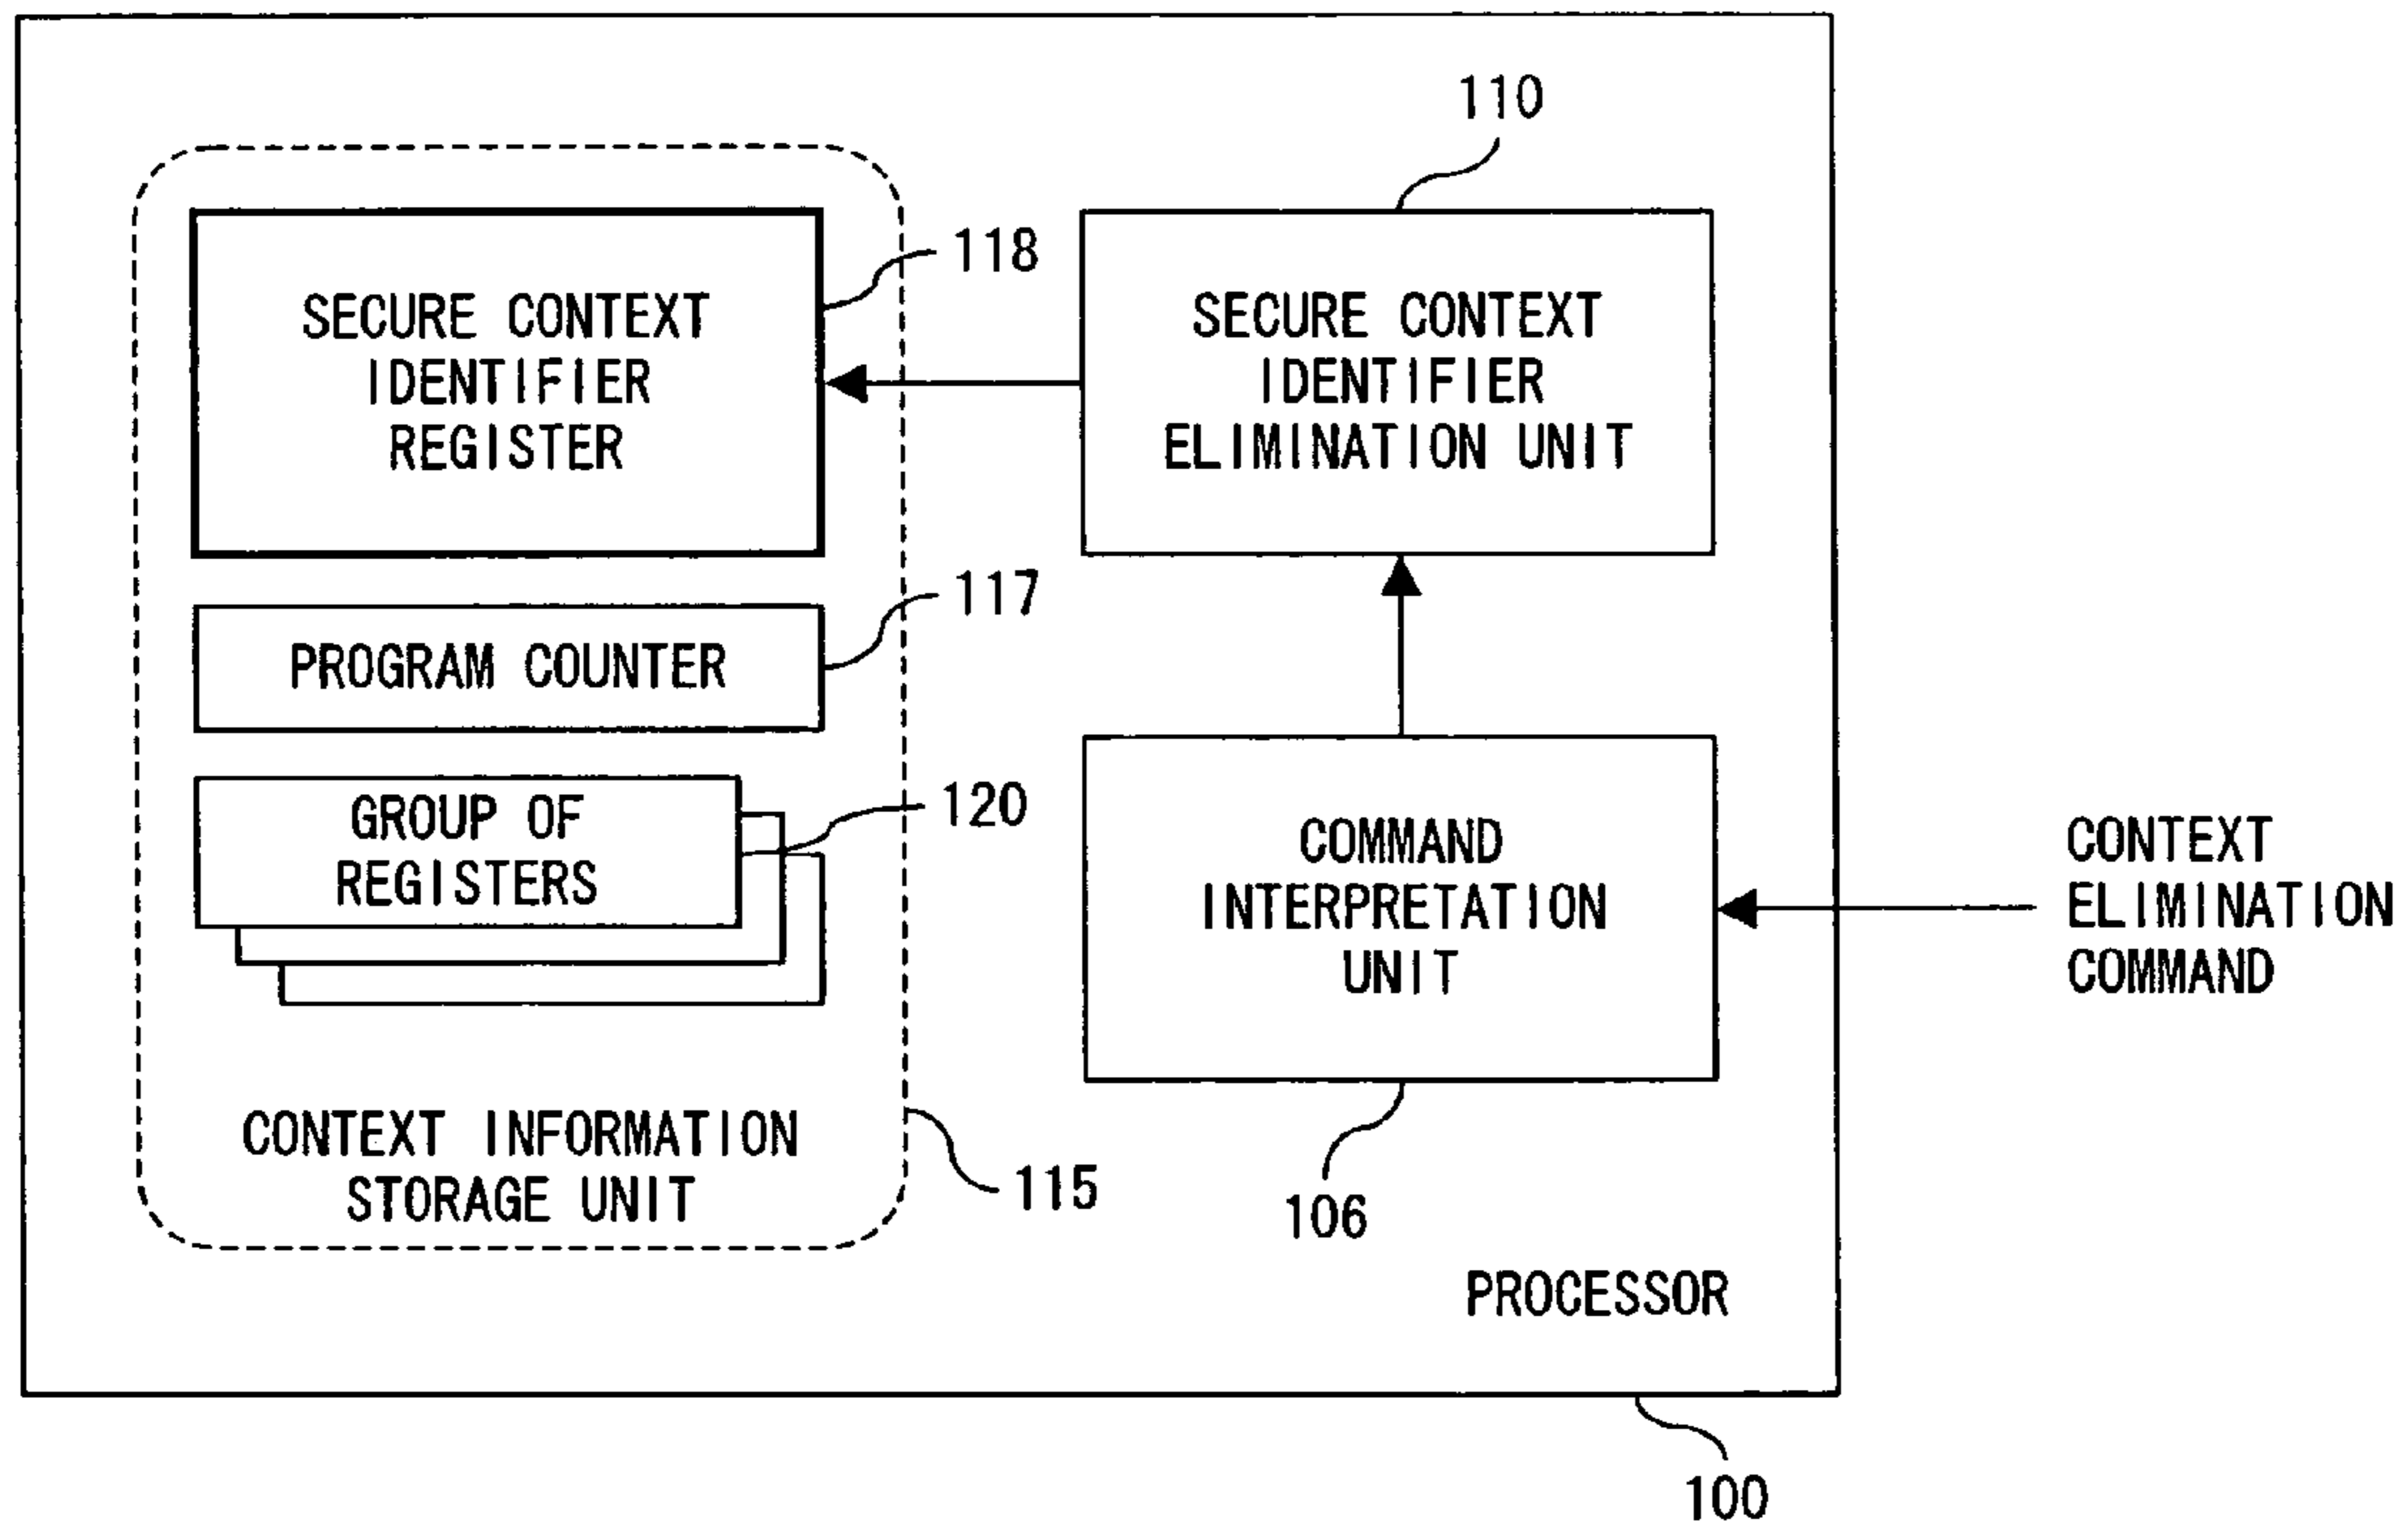 110
118
SECURE CONTEXT
IDENTIFIER
REGISTER
SECURE CONTEXT
IDENTIFIER
ELIMINATION UNIT
117
PROGRAM COUNTER
120
GROUP OF
REGISTERS
COMMAND
INTERPRETATION
UNIT
CONTEXT
ELIMINATION
COMMAND
CONTEXT INFORMATION
STORAGE UNIT
115
106
PROCESSOR
100